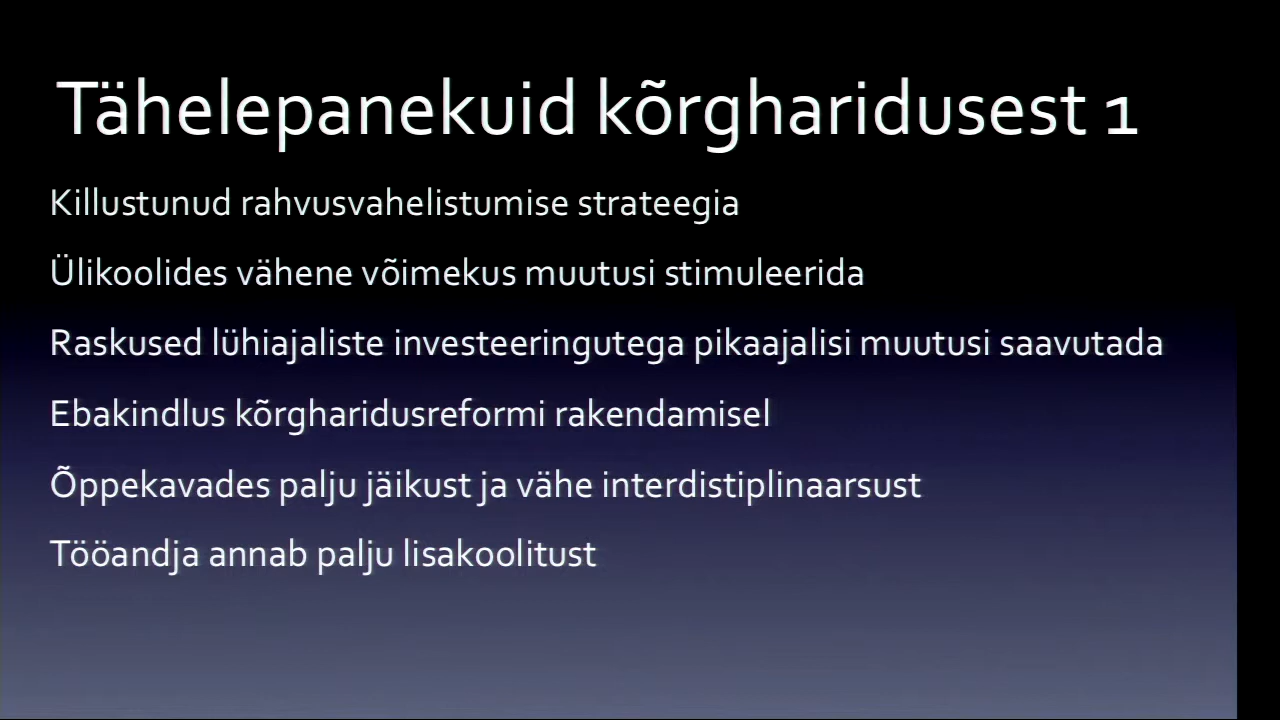 Tähelepanekuid kõrgharidusest 1
Killustunud rahvusvahelistumise strateegia
Ülikoolides vähene võimekus muutusi stimuleerida
Raskused lühiajaliste investeeringutega pikaajalisi muutusi saavutada
Ebakindlus kõrgharidusreformi rakendamisel
Õppekavades palju jäikust ja vähe interdistiplinaarsust
Tööandja annab palju lisakoolitust